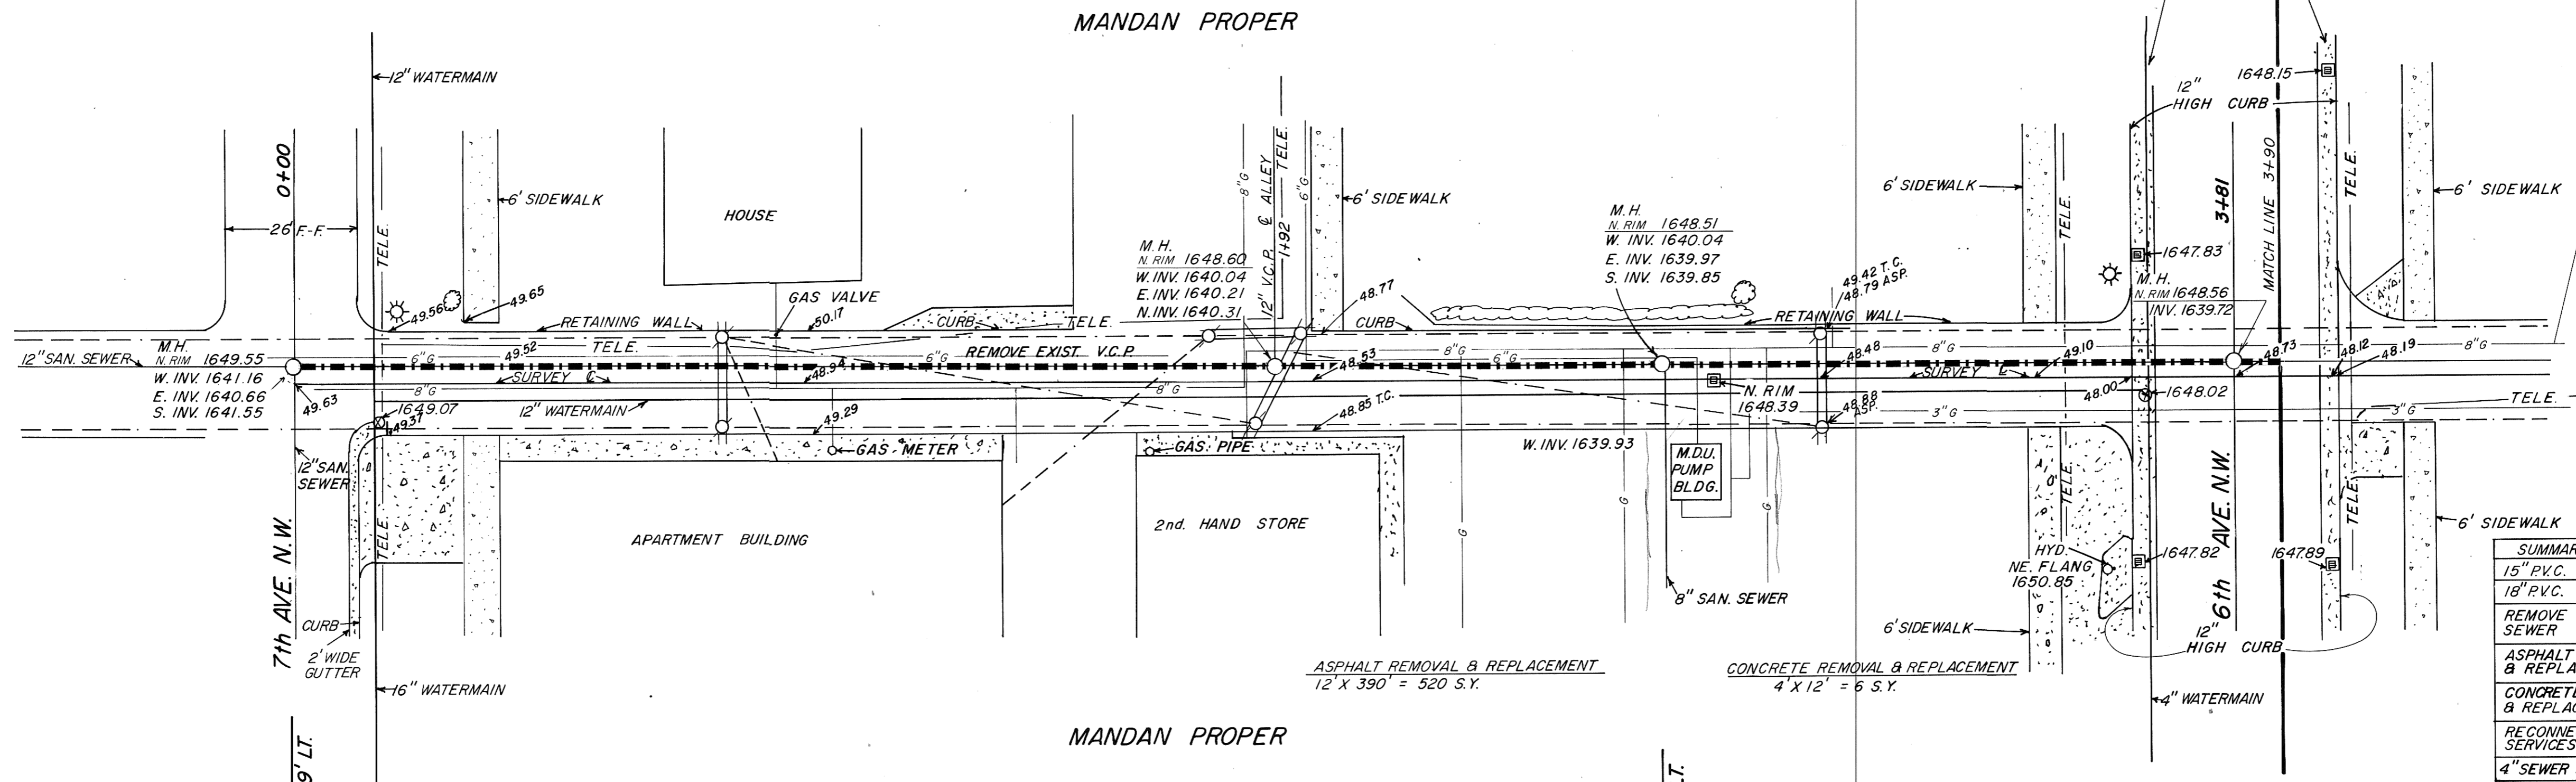 MANDAN PROPER
12" WATERMAIN
0+00
6' SIDEWALK
26' F.-F.
TELE.
HOUSE
8"G
12" V.C.P. ℄ ALLEY
1+92
TELE.
6"G
6' SIDEWALK
M.H.
N. RIM 1648.60
W. INV. 1640.04
E. INV. 1640.21
N. INV. 1640.31
M.H.
N. RIM 1648.51
W. INV. 1640.04
E. INV. 1639.97
S. INV. 1639.85
49.42 T.C.
48.79 ASP.
6' SIDEWALK
TELE.
1648.15
12"
HIGH CURB
3+81
MATCH LINE 3+90
TELE.
6' SIDEWALK
1647.83
M.H.
N. RIM 1648.56
INV. 1639.72
49.56
49.65
GAS VALVE
50.17
48.77
RETAINING WALL
CURB
TELE.
CURB
RETAINING WALL
12" SAN. SEWER
M.H.
N. RIM 1649.55
W. INV. 1641.16
E. INV. 1640.66
S. INV. 1641.55
6"G
49.52
TELE.
6"G
REMOVE EXIST. V.C.P.
48.53
8"G
6"G
48.48
8"G
49.10
48.73
48.12
48.19
8"G
49.63
8"G
SURVEY ℄
48.94
8"G
SURVEY ℄
48.00
1648.02
1649.07
49.37
12" WATERMAIN
49.29
48.85 T.C.
N. RIM
1648.39
48.88
ASP.
3"G
3"G
TELE.
12" SAN.
SEWER
GAS METER
GAS PIPE
W. INV. 1639.93
M.D.U.
PUMP
BLDG.
G
G
G
TELE.
TELE.
TELE.
7th AVE. N.W.
APARTMENT BUILDING
2nd. HAND STORE
HYD.
NE. FLANG
1650.85
1647.82
6th AVE. N.W.
1647.89
6' SIDEWALK
8" SAN. SEWER
CURB
2' WIDE
GUTTER
6' SIDEWALK
12"
HIGH CURB
ASPHALT REMOVAL & REPLACEMENT
12' X 390' = 520 S.Y.
CONCRETE REMOVAL & REPLACEMENT
4' X 12' = 6 S.Y.
16" WATERMAIN
4" WATERMAIN
MANDAN PROPER
9' LT.
LT.
SUMMAR
15" P.V.C.
18" P.V.C.
REMOVE
SEWER
ASPHALT
& REPLA
CONCRETE
& REPLAC
RECONNE
SERVICES
4" SEWER